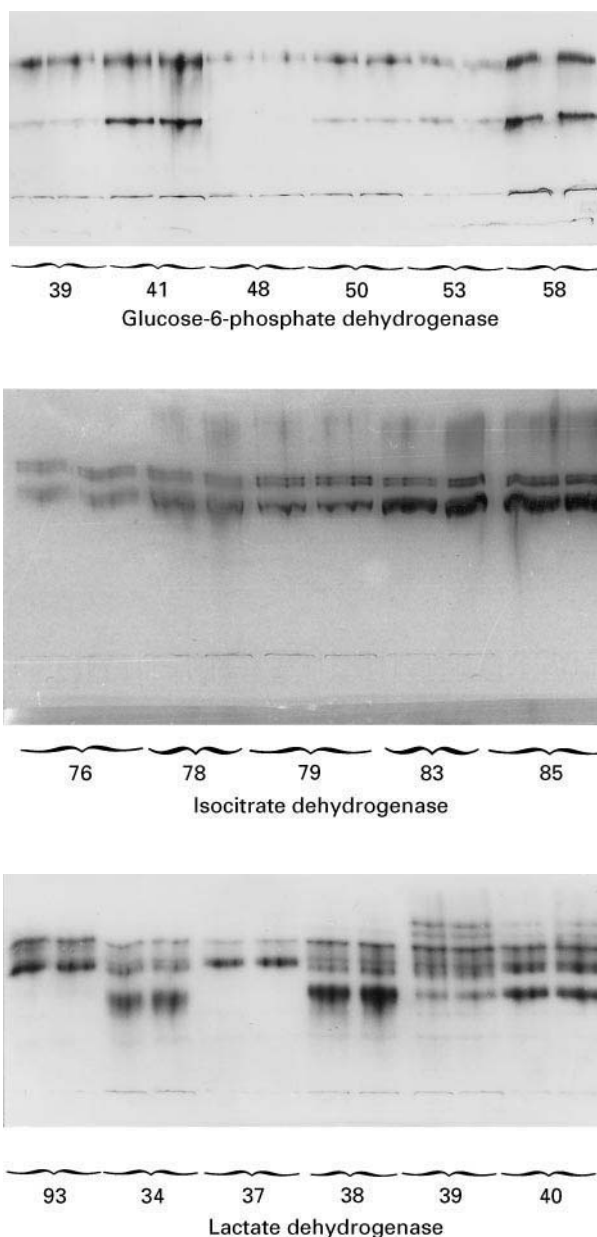 39 41 48 50 53 58
Glucose-6-phosphate dehydrogenase
76 78 79 83 85
Isocitrate dehydrogenase
93 34 37 38 39 40
Lactate dehydrogenase